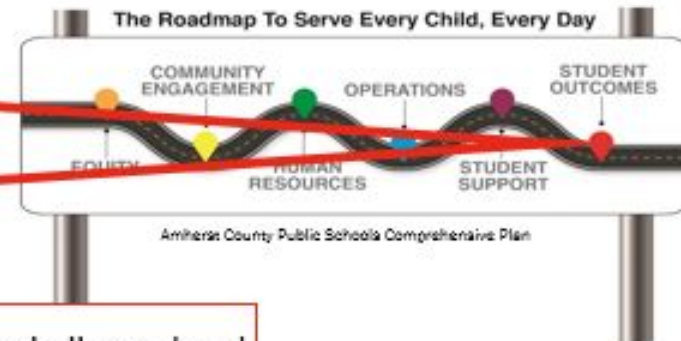 The Roadmap To Serve Every Child, Every Day
COMMUNITY
ENGAGEMENT
OPERATIONS
STUDENT
OUTCOMES
EQUITY
HUMAN
RESOURCES
STUDENT
SUPPORT
Amherst County Public Schools Comprehensive Plan